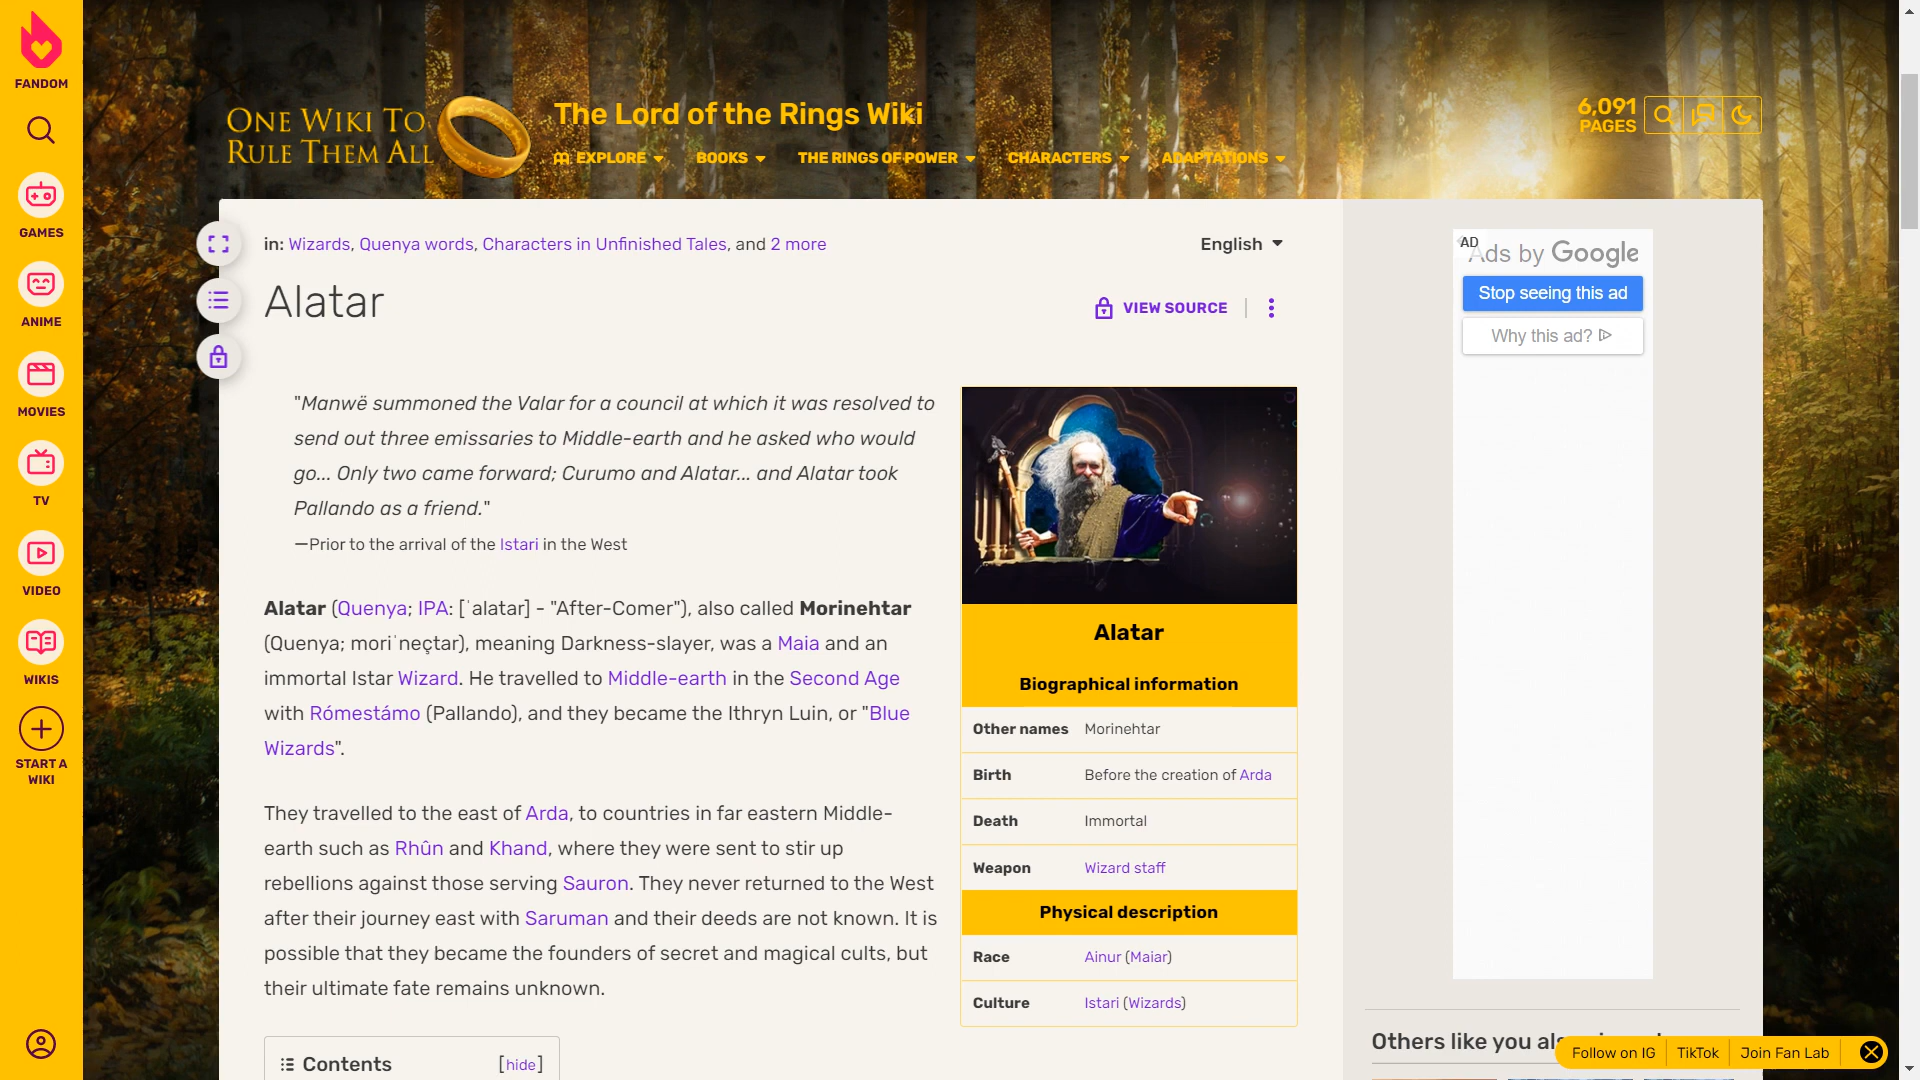 FANDOM
GAMES
ANIME
MOVIES
TV
VIDEO
WIKIS
START A
WIKI
ONE WIKI TO
RULE THEM ALL
The Lord of the Rings Wiki
EXPLORE
BOOKS
THE RINGS OF POWER
CHARACTERS
ADAPTATIONS
6,091
PAGES
in: Wizards, Quenya words, Characters in Unfinished Tales, and 2 more
English
Alatar
VIEW SOURCE
"Manwë summoned the Valar for a council at which it was resolved to
send out three emissaries to Middle-earth and he asked who would
go... Only two came forward; Curumo and Alatar... and Alatar took
Pallando as a friend."
—Prior to the arrival of the Istari in the West
Alatar (Quenya; IPA: [ˈalatar] - "After-Comer"), also called Morinehtar
(Quenya; moriˈneçtar), meaning Darkness-slayer, was a Maia and an
immortal Istar Wizard. He travelled to Middle-earth in the Second Age
with Rómestámo (Pallando), and they became the Ithryn Luin, or "Blue
Wizards".
They travelled to the east of Arda, to countries in far eastern Middle-
earth such as Rhûn and Khand, where they were sent to stir up
rebellions against those serving Sauron. They never returned to the West
after their journey east with Saruman and their deeds are not known. It is
possible that they became the founders of secret and magical cults, but
their ultimate fate remains unknown.
Contents [hide]
Alatar
Biographical information
Other names Morinehtar
Birth Before the creation of Arda
Death Immortal
Weapon Wizard staff
Physical description
Race Ainur (Maiar)
Culture Istari (Wizards)
AD
Ads by Google
Stop seeing this ad
Why this ad?
Others like you
Follow on IG
TikTok
Join Fan Lab